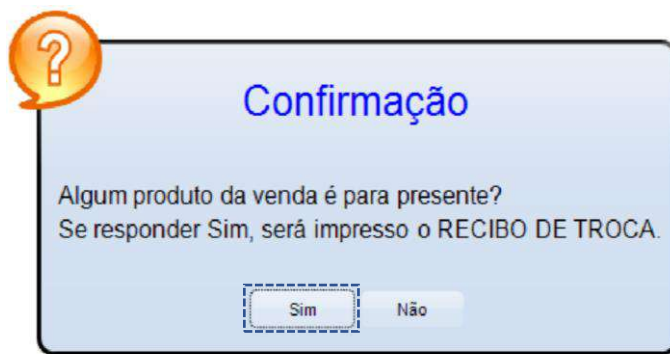 ?
Confirmação
Algum produto da venda é para presente?
Se responder Sim, será impresso o RECIBO DE TROCA.
Sim Não